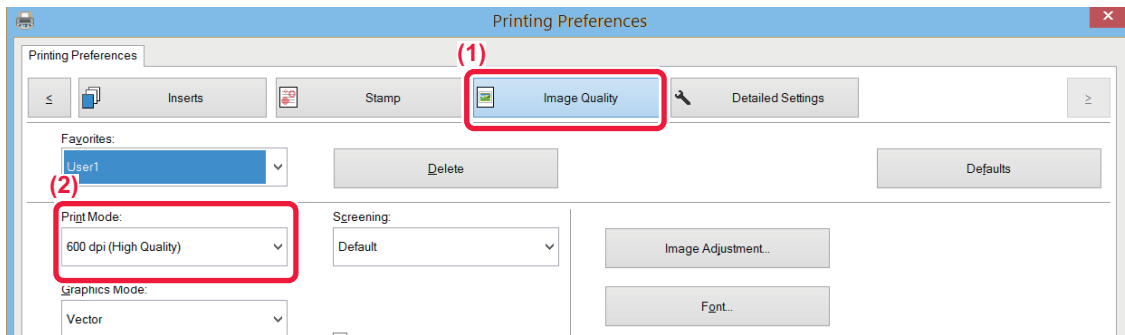 Printing Preferences
Printing Preferences
(1)
≤ Inserts Stamp Image Quality Detailed Settings ≥
Favorites:
User1 Delete Defaults
(2)
Print Mode: Screening:
600 dpi (High Quality) Default Image Adjustment...
Graphics Mode:
Vector Font...